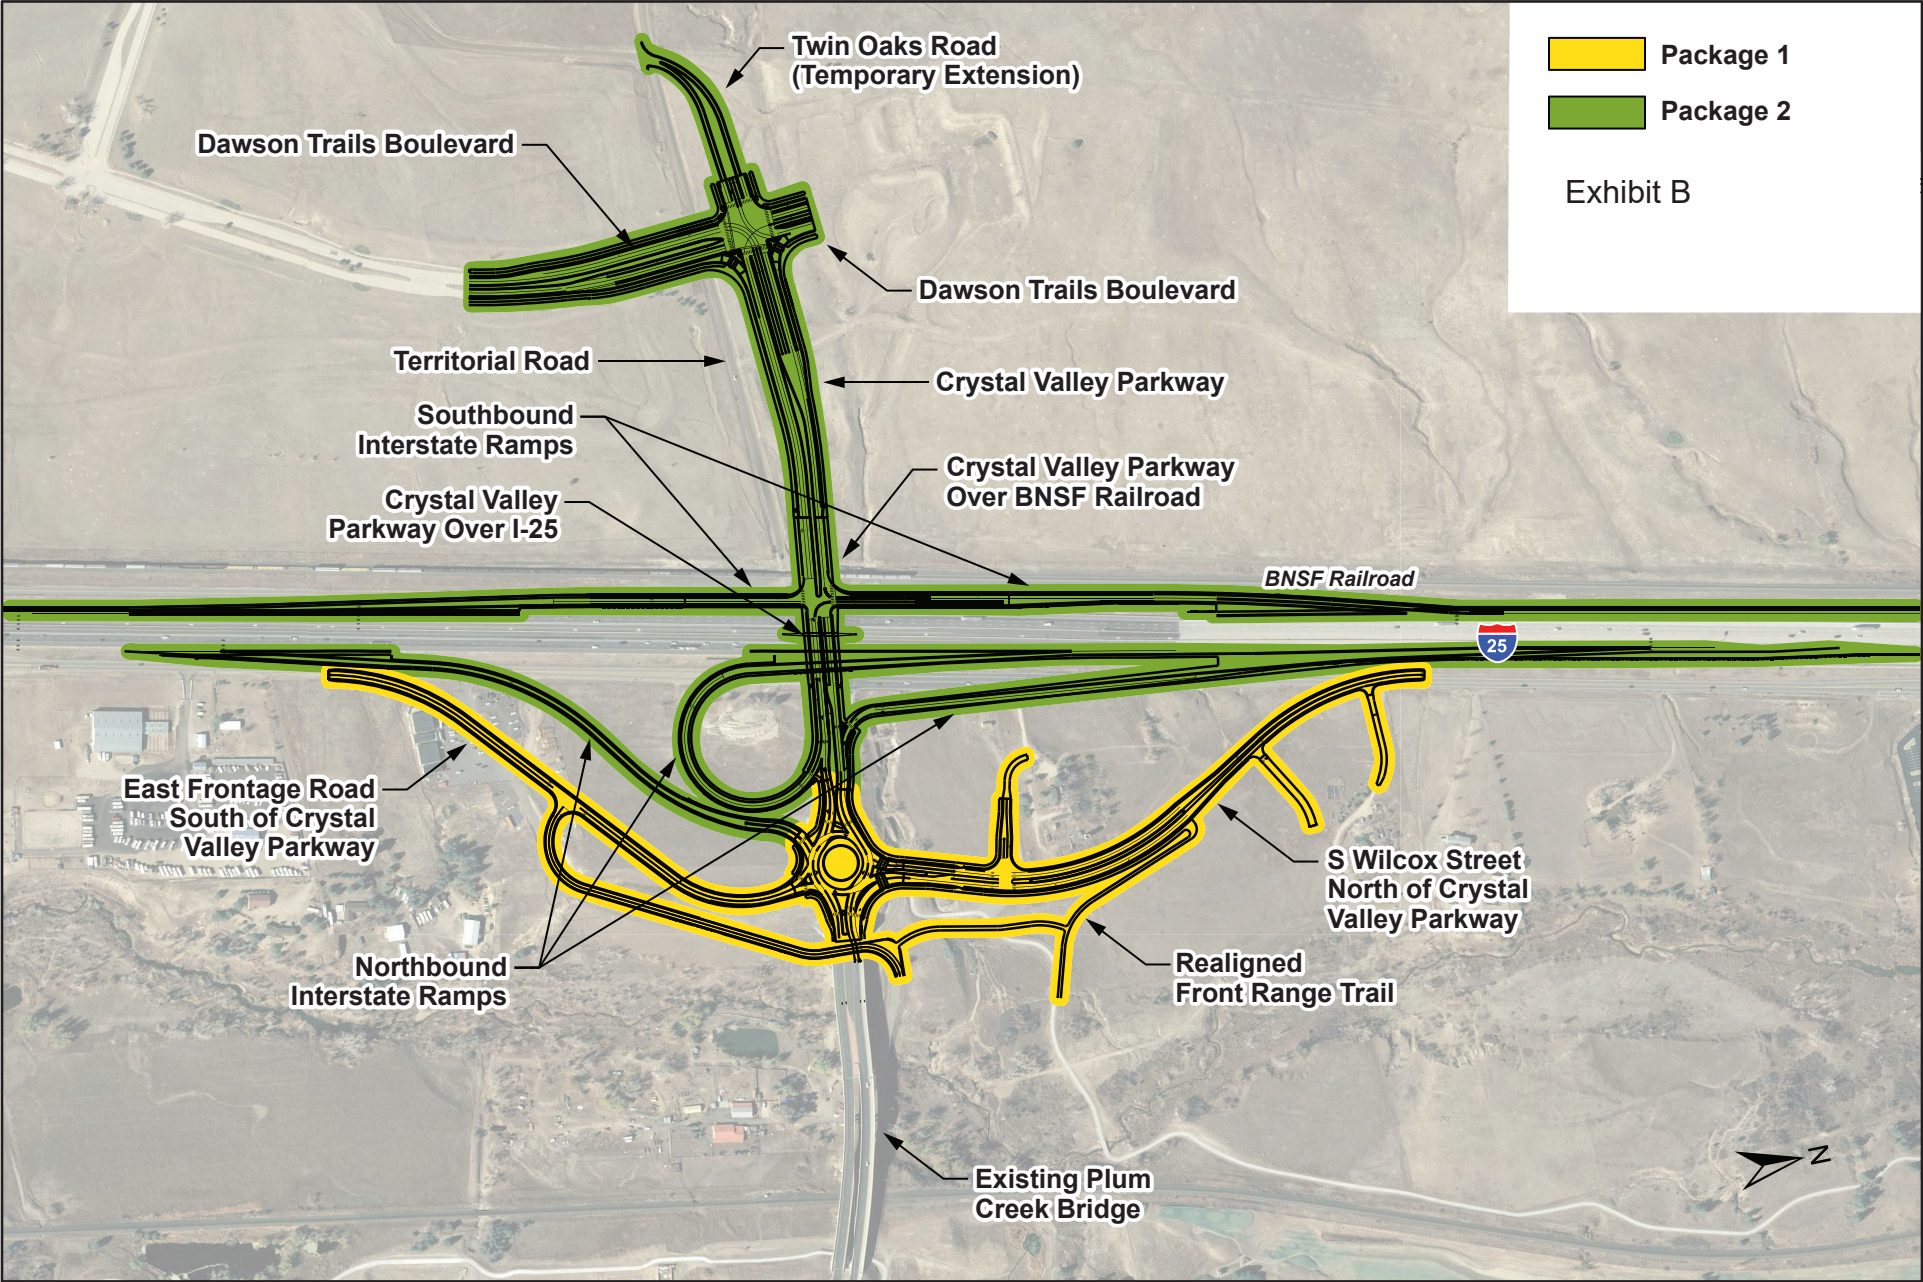 Twin Oaks Road
(Temporary Extension)
Package 1
Package 2
Exhibit B
Dawson Trails Boulevard
Dawson Trails Boulevard
Territorial Road
Crystal Valley Parkway
Southbound
Interstate Ramps
Crystal Valley Parkway
Over BNSF Railroad
Crystal Valley
Parkway Over I-25
BNSF Railroad
25
East Frontage Road
South of Crystal
Valley Parkway
S Wilcox Street
North of Crystal
Valley Parkway
Northbound
Interstate Ramps
Realigned
Front Range Trail
Existing Plum
Creek Bridge
N